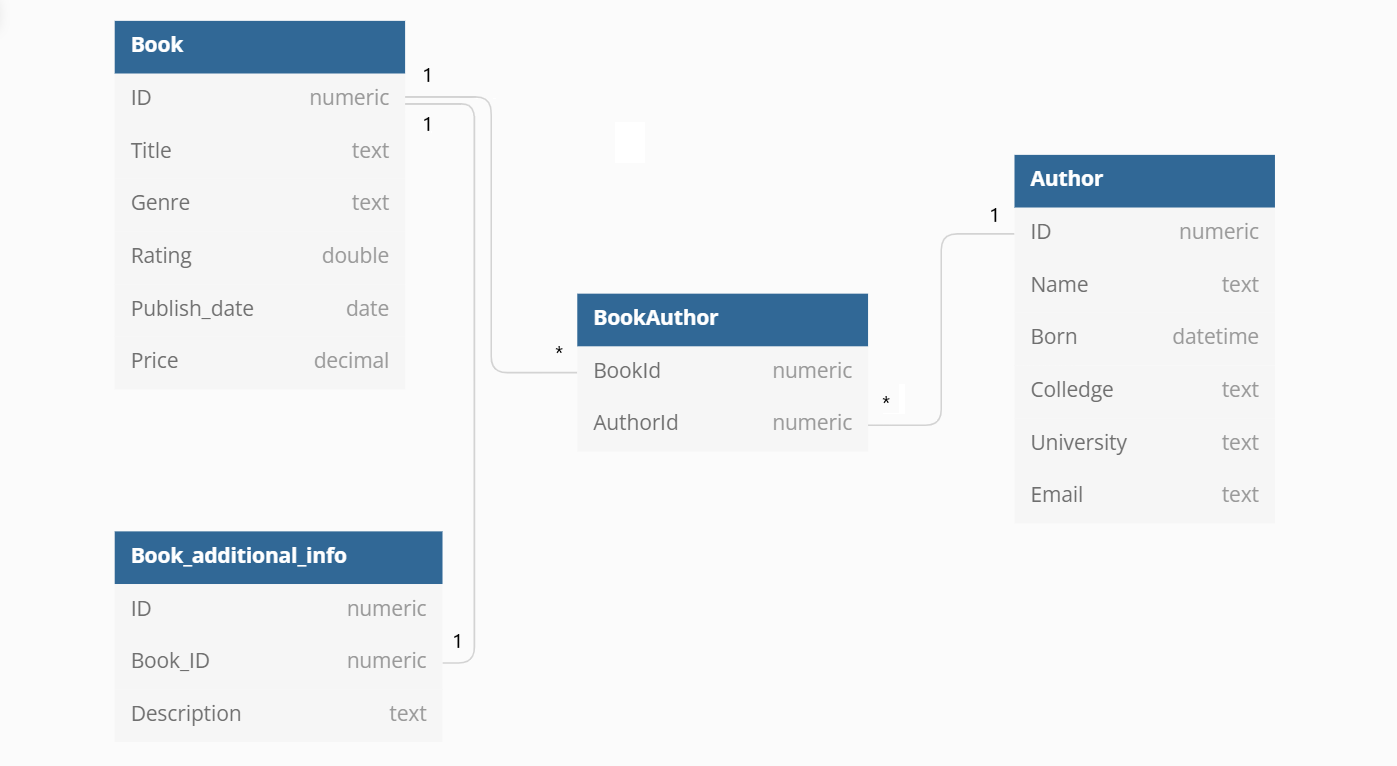 Book
ID numeric
Title text
Genre text
Rating double
Publish_date date
Price decimal
1
1
Author
ID numeric
Name text
Born datetime
Colledge text
University text
Email text
1
BookAuthor
BookId numeric
AuthorId numeric
*
*
Book_additional_info
ID numeric
Book_ID numeric
Description text
1